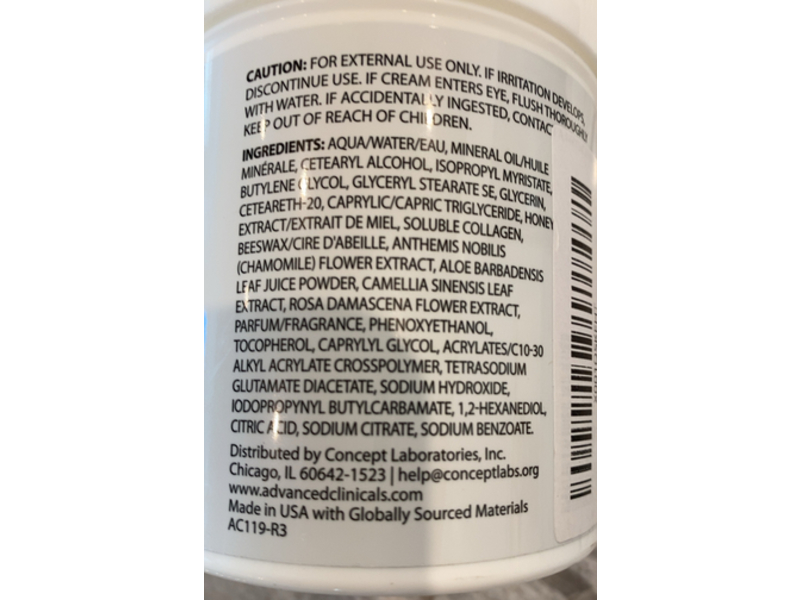 CAUTION: FOR EXTERNAL USE ONLY. IF IRRITATION DEVELOPS,
DISCONTINUE USE. IF CREAM ENTERS EYE, FLUSH THOROUGHLY
WITH WATER. IF ACCIDENTALLY INGESTED, CONTAC
KEEP OUT OF REACH OF CHILDREN.
INGREDIENTS: AQUA/WATER/EAU, MINERAL OIL/HUILE
MINÉRALE, CETEARYL ALCOHOL, ISOPROPYL MYRISTATE,
BUTYLENE GLYCOL, GLYCERYL STEARATE SE, GLYCERIN,
CETEARETH-20, CAPRYLIC/CAPRIC TRIGLYCERIDE, HONEY
EXTRACT/EXTRAIT DE MIEL, SOLUBLE COLLAGEN,
BEESWAX/CIRE D'ABEILLE, ANTHEMIS NOBILIS
(CHAMOMILE) FLOWER EXTRACT, ALOE BARBADENSIS
LEAF JUICE POWDER, CAMELLIA SINENSIS LEAF
EXTRACT, ROSA DAMASCENA FLOWER EXTRACT,
PARFUM/FRAGRANCE, PHENOXYETHANOL,
TOCOPHEROL, CAPRYLYL GLYCOL, ACRYLATES/C10-30
ALKYL ACRYLATE CROSSPOLYMER, TETRASODIUM
GLUTAMATE DIACETATE, SODIUM HYDROXIDE,
IODOPROPYNYL BUTYLCARBAMATE, 1,2-HEXANEDIOL,
CITRIC ACID, SODIUM CITRATE, SODIUM BENZOATE.
Distributed by Concept Laboratories, Inc.
Chicago, IL 60642-1523 | help@conceptlabs.org
www.advancedclinicals.com
Made in USA with Globally Sourced Materials
AC119-R3